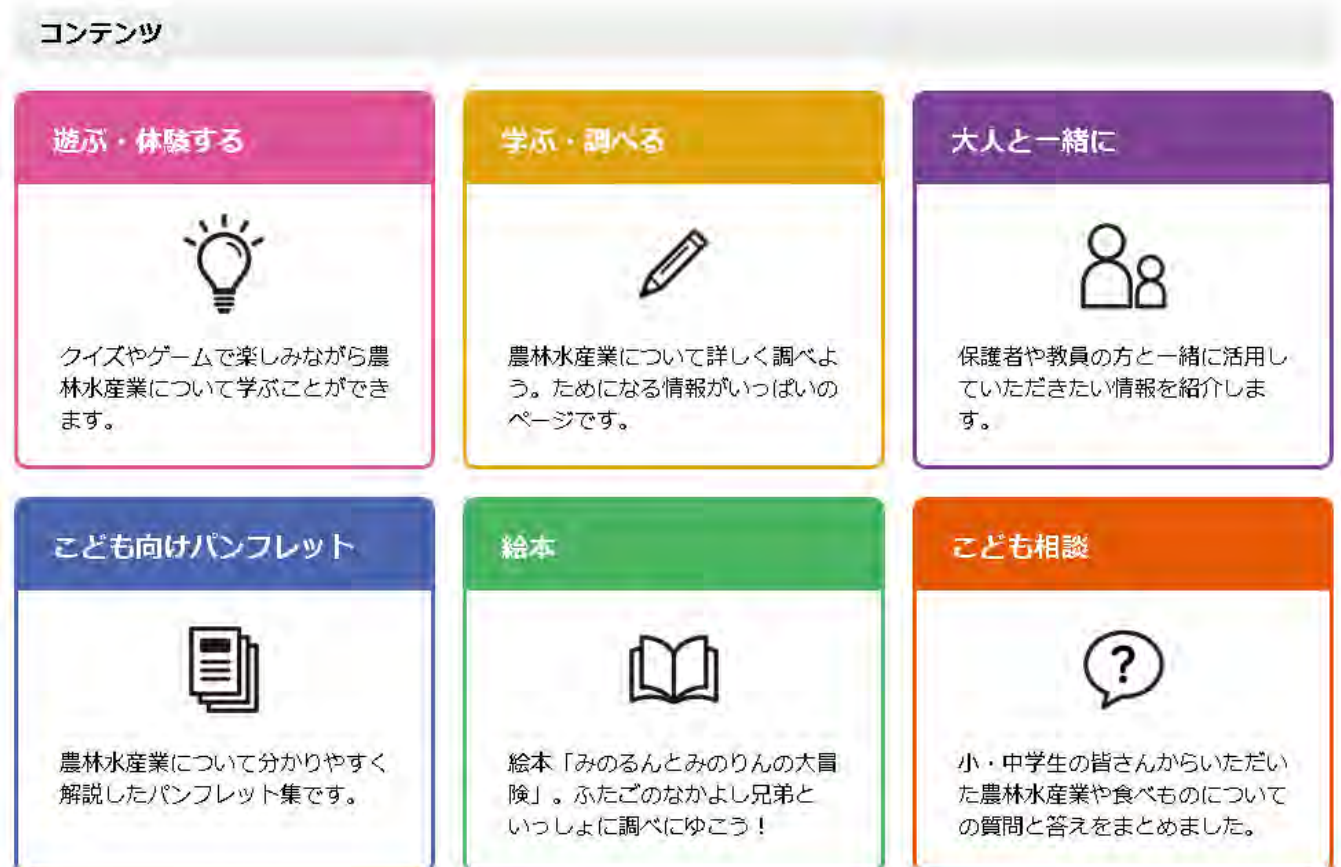 コンテンツ
遊ぶ・体験する
クイズやゲームで楽しみながら農
林水産業について学ぶことができ
ます。
学ぶ・調べる
農林水産業について詳しく調べよ
う。ためになる情報がいっぱいの
ページです。
大人と一緒に
保護者や教員の方と一緒に活用し
ていただきたい情報を紹介しま
す。
こども向けパンフレット
農林水産業について分かりやすく
解説したパンフレット集です。
絵本
絵本「みのるんとみのりんの大冒
険」。ふたごのなかよし兄弟と
いっしょに調べにゆこう！
こども相談
?
小・中学生の皆さんからいただい
た農林水産業や食べものについて
の質問と答えをまとめました。